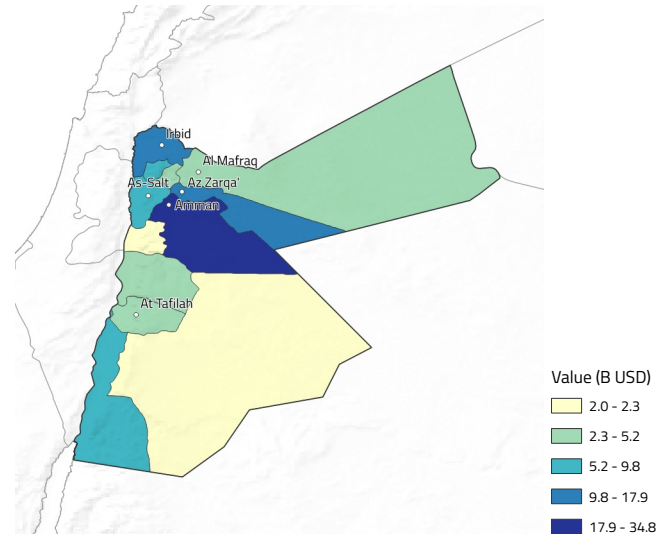 Irbid
Al Mafraq
As-Salt
Az Zarqa'
Amman
At Tafilah
Value (B USD)
2.0 - 2.3
2.3 - 5.2
5.2 - 9.8
9.8 - 17.9
17.9 - 34.8